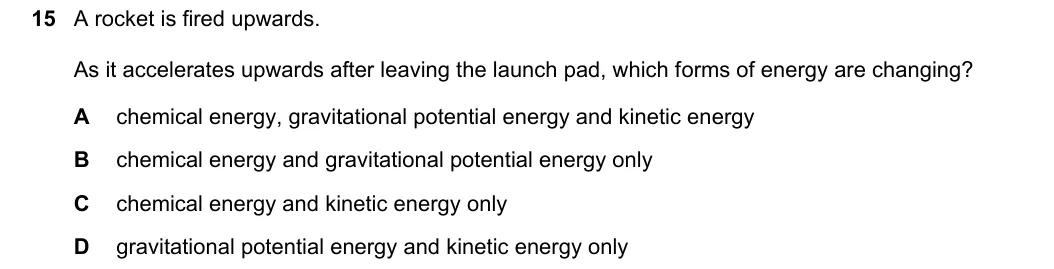 15 A rocket is fired upwards.
As it accelerates upwards after leaving the launch pad, which forms of energy are changing?
A chemical energy, gravitational potential energy and kinetic energy
B chemical energy and gravitational potential energy only
C chemical energy and kinetic energy only
D gravitational potential energy and kinetic energy only